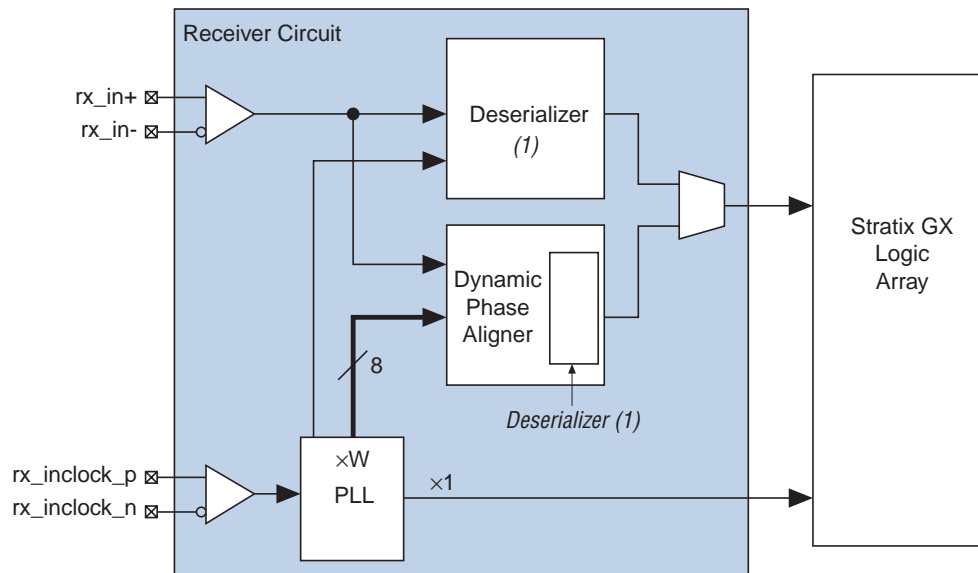 Receiver Circuit
rx_in+
rx_in-
Deserializer
(1)
Stratix GX
Logic
Array
Dynamic
Phase
Aligner
8
Deserializer (1)
rx_inclock_p
rx_inclock_n
×W
PLL
×1